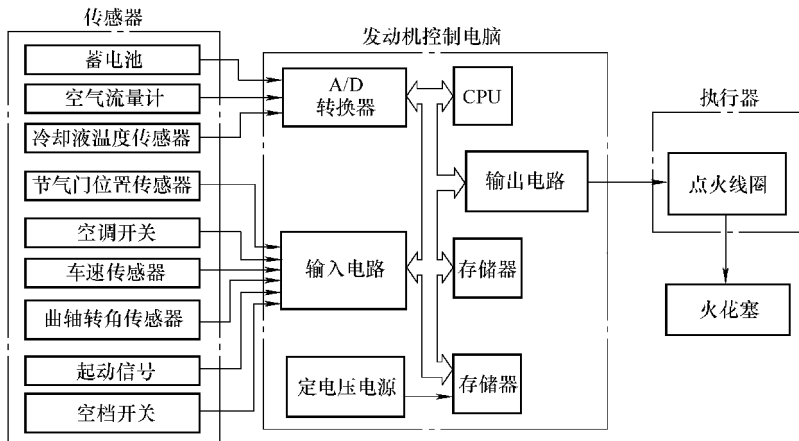 传感器
蓄电池
空气流量计
冷却液温度传感器
节气门位置传感器
空调开关
车速传感器
曲轴转角传感器
起动信号
空档开关
发动机控制电脑
A/D
转换器
CPU
输出电路
输入电路
存储器
定电压电源
存储器
执行器
点火线圈
火花塞